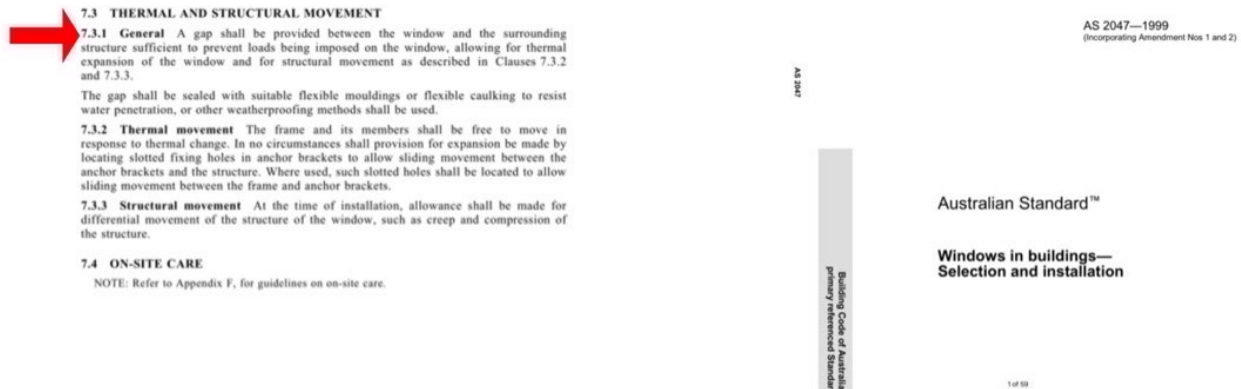 7.3 THERMAL AND STRUCTURAL MOVEMENT
7.3.1 General A gap shall be provided between the window and the surrounding
structure sufficient to prevent loads being imposed on the window, allowing for thermal
expansion of the window and for structural movement as described in Clauses 7.3.2
and 7.3.3.
The gap shall be sealed with suitable flexible mouldings or flexible caulking to resist
water penetration, or other weatherproofing methods shall be used.
7.3.2 Thermal movement The frame and its members shall be free to move in
response to thermal change. In no circumstances shall provision for expansion be made by
locating slotted fixing holes in anchor brackets to allow sliding movement between the
anchor brackets and the structure. Where used, such slotted holes shall be located to allow
sliding movement between the frame and anchor brackets.
7.3.3 Structural movement At the time of installation, allowance shall be made for
differential movement of the structure of the window, such as creep and compression of
the structure.
7.4 ON-SITE CARE
NOTE: Refer to Appendix F, for guidelines on on-site care.
AS 2047—1999
(Incorporating Amendment Nos 1 and 2)
AS 2047
Australian Standard™
Windows in buildings—
Selection and installation
Building Code of Australia
primary referenced Standar
1 of 59